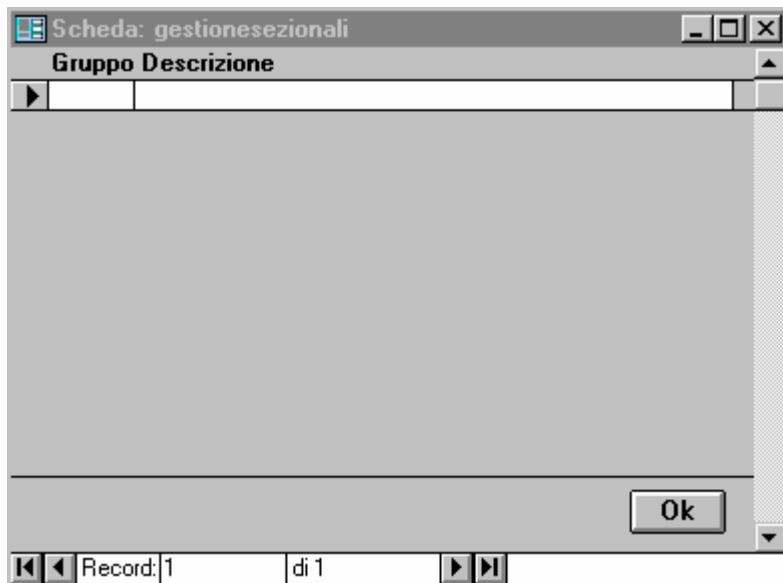 Scheda: gestionesezionali
Gruppo Descrizione
Ok
Record: 1 di 1